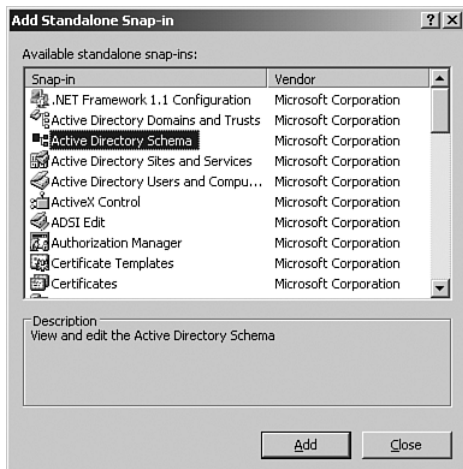 Add Standalone Snap-in
Available standalone snap-ins:
Snap-in Vendor
.NET Framework 1.1 Configuration Microsoft Corporation
Active Directory Domains and Trusts Microsoft Corporation
Active Directory Schema Microsoft Corporation
Active Directory Sites and Services Microsoft Corporation
Active Directory Users and Compu... Microsoft Corporation
ActiveX Control Microsoft Corporation
ADSI Edit Microsoft Corporation
Authorization Manager Microsoft Corporation
Certificate Templates Microsoft Corporation
Certificates Microsoft Corporation
Description
View and edit the Active Directory Schema
Add Close